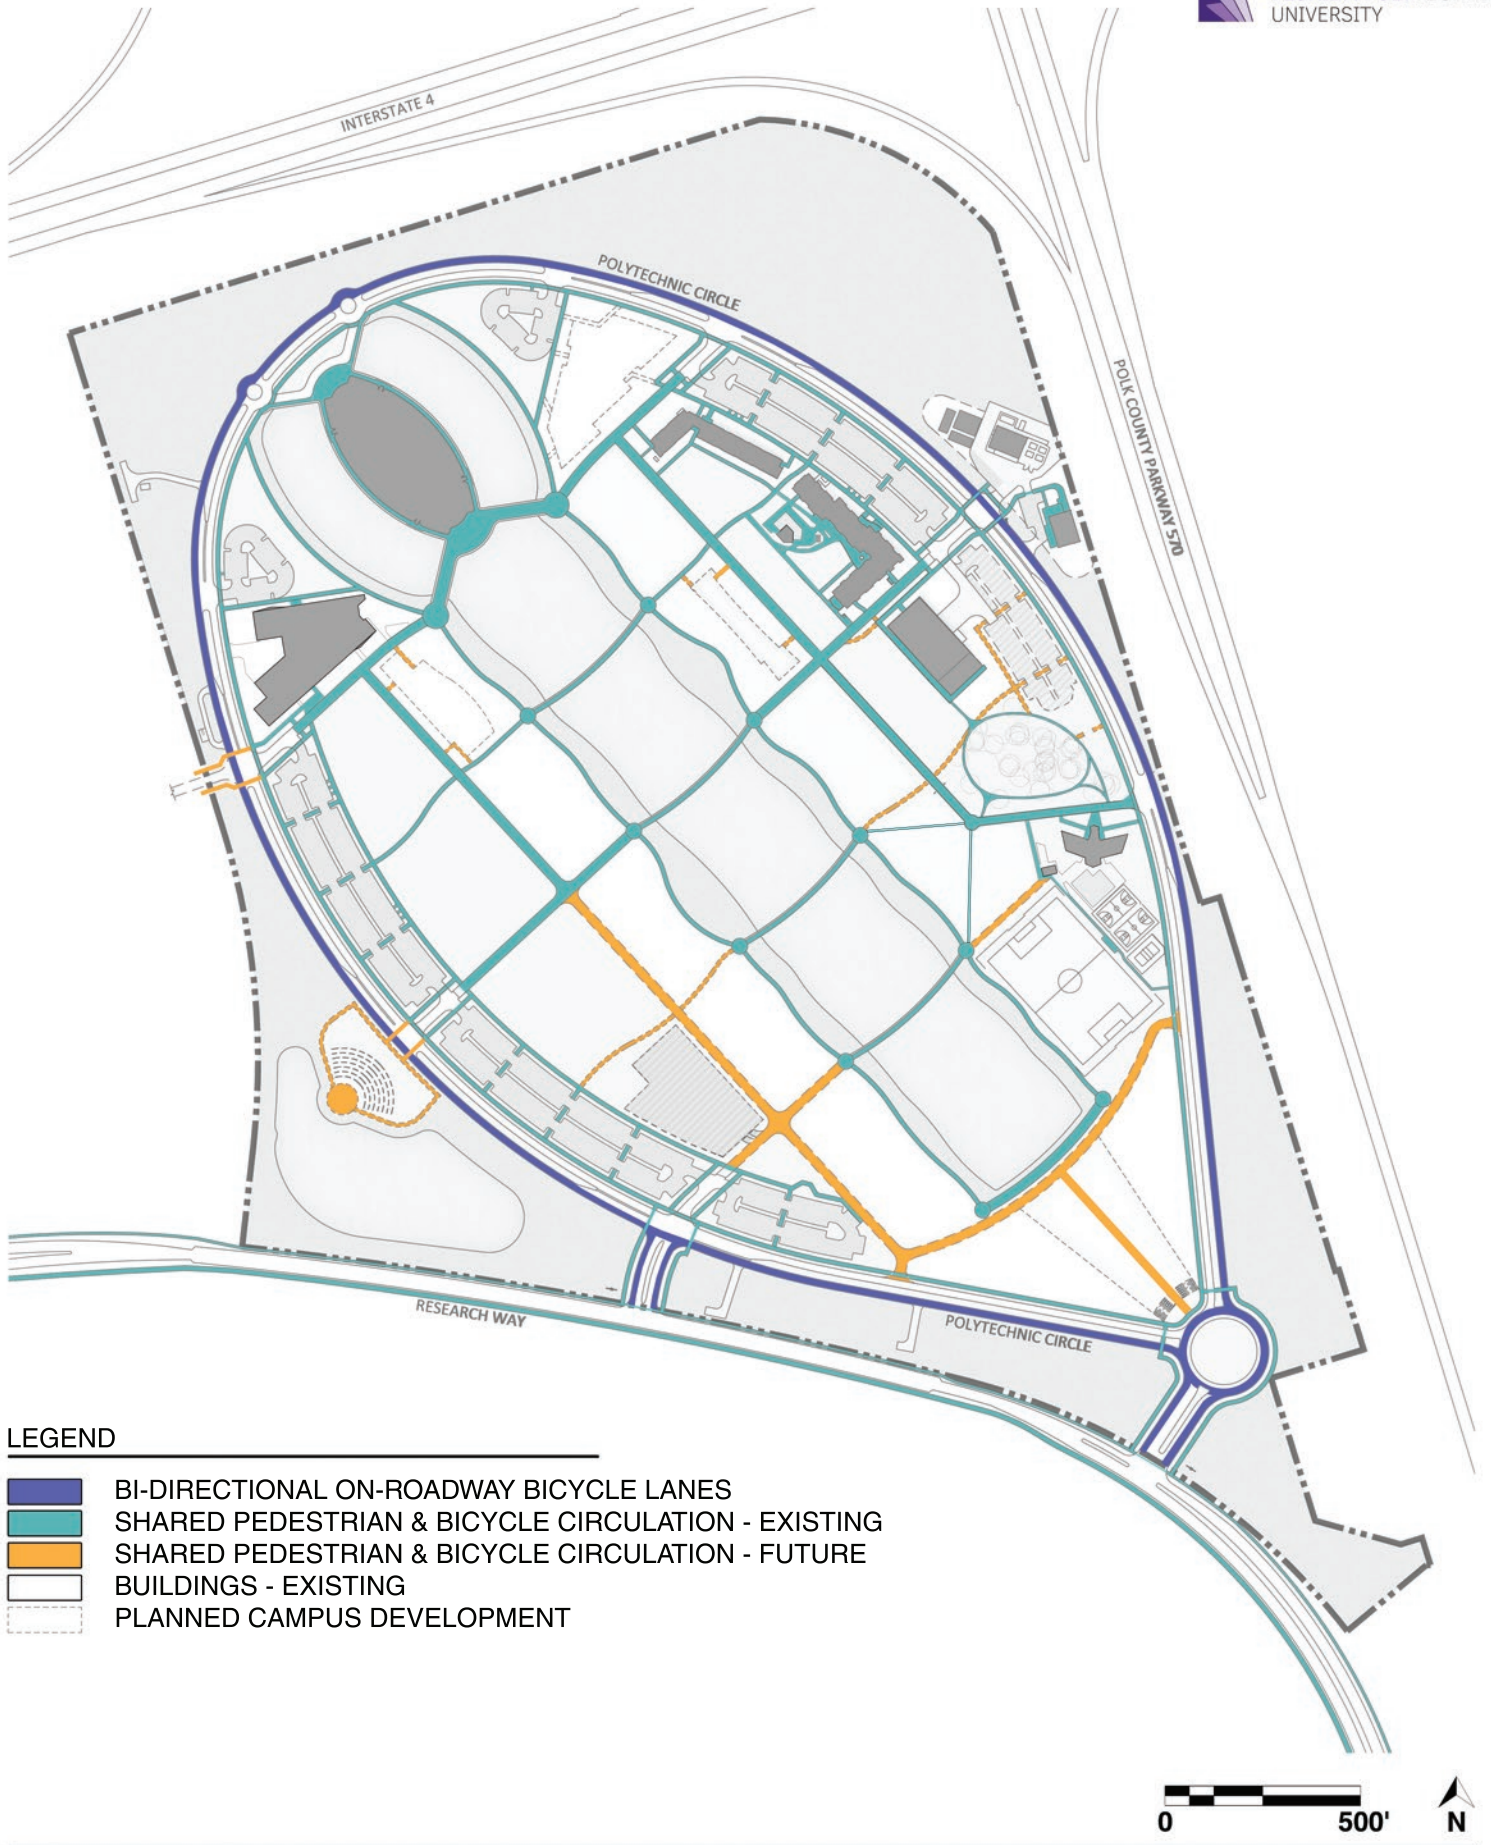 UNIVERSITY
INTERSTATE 4
POLYTECHNIC CIRCLE
POLK COUNTY PARKWAY 570
RESEARCH WAY
POLYTECHNIC CIRCLE
LEGEND
BI-DIRECTIONAL ON-ROADWAY BICYCLE LANES
SHARED PEDESTRIAN & BICYCLE CIRCULATION - EXISTING
SHARED PEDESTRIAN & BICYCLE CIRCULATION - FUTURE
BUILDINGS - EXISTING
PLANNED CAMPUS DEVELOPMENT
0 500' N